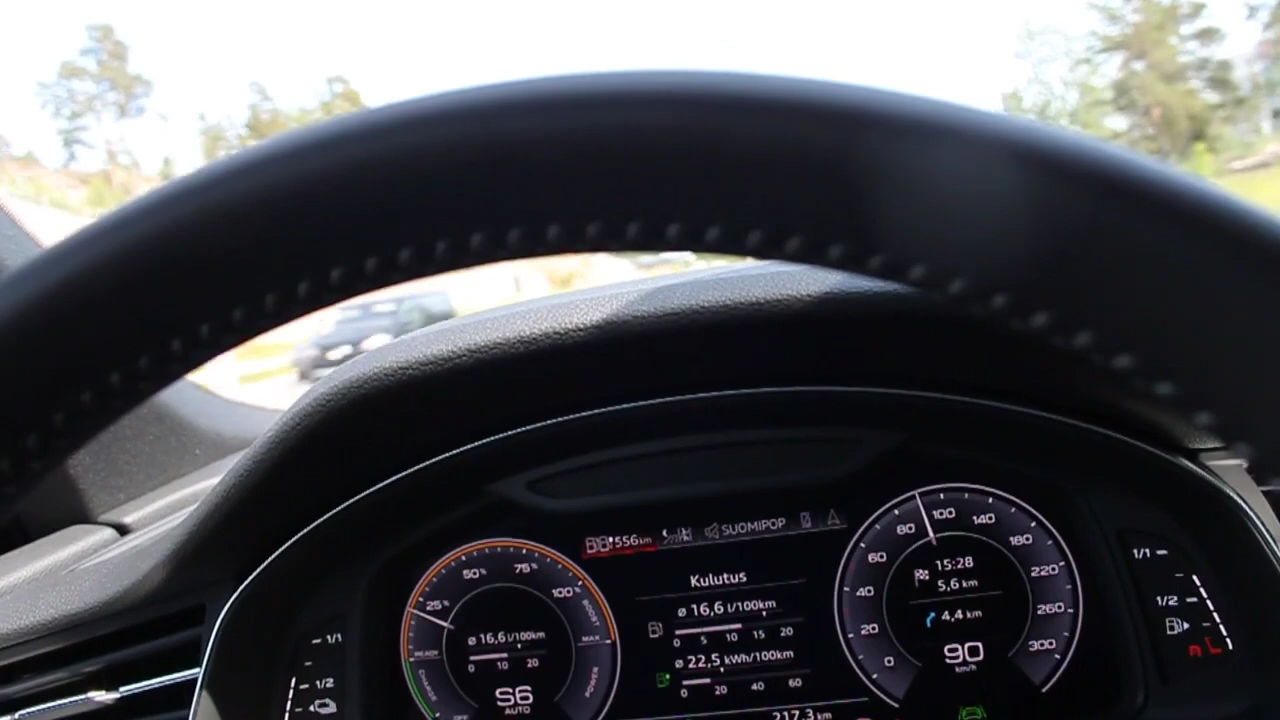 556km
SUOMIPOP
50% 75%
25% 100%
BOOST
MAX
READY
CHARGE
POWER
OFF
ø 16,6 l/100km
0 10 20
S6
AUTO
1/1
1/2
Kulutus
ø 16,6 l/100km
0 5 10 15 20
ø 22,5 kWh/100km
0 20 40 60
217,3 km
0 20 40 60 80 100 140 180 220 260 300
15:28
5,6 km
4,4 km
90
km/h
1/1
1/2